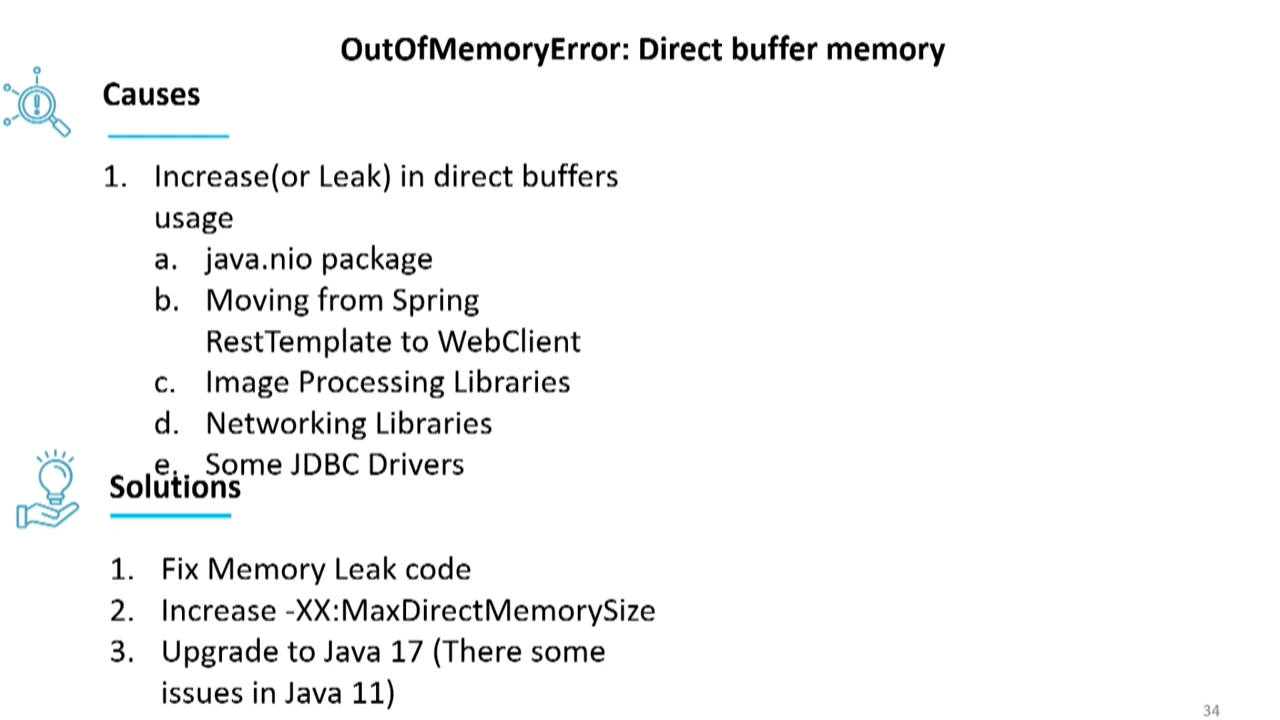 OutOfMemoryError: Direct buffer memory
Causes
1. Increase(or Leak) in direct buffers
usage
a. java.nio package
b. Moving from Spring
RestTemplate to WebClient
c. Image Processing Libraries
d. Networking Libraries
e. Some JDBC Drivers
Solutions
1. Fix Memory Leak code
2. Increase -XX:MaxDirectMemorySize
3. Upgrade to Java 17 (There some
issues in Java 11)
34